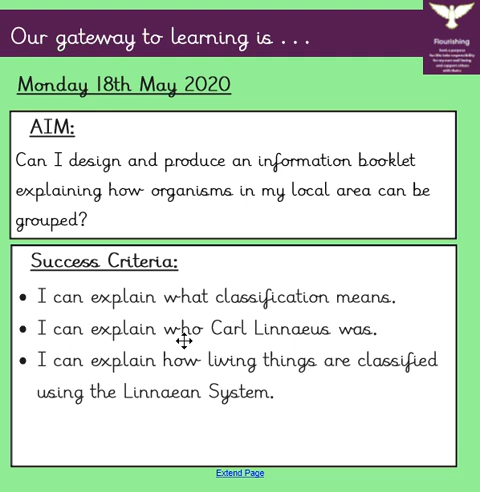 Our gateway to learning is . . .
Flourishing
Monday 18th May 2020
AIM:
Can I design and produce an information booklet
explaining how organisms in my local area can be
grouped?
Success Criteria:
• I can explain what classification means.
• I can explain who Carl Linnaeus was.
• I can explain how living things are classified
using the Linnaean System.
Extend Page